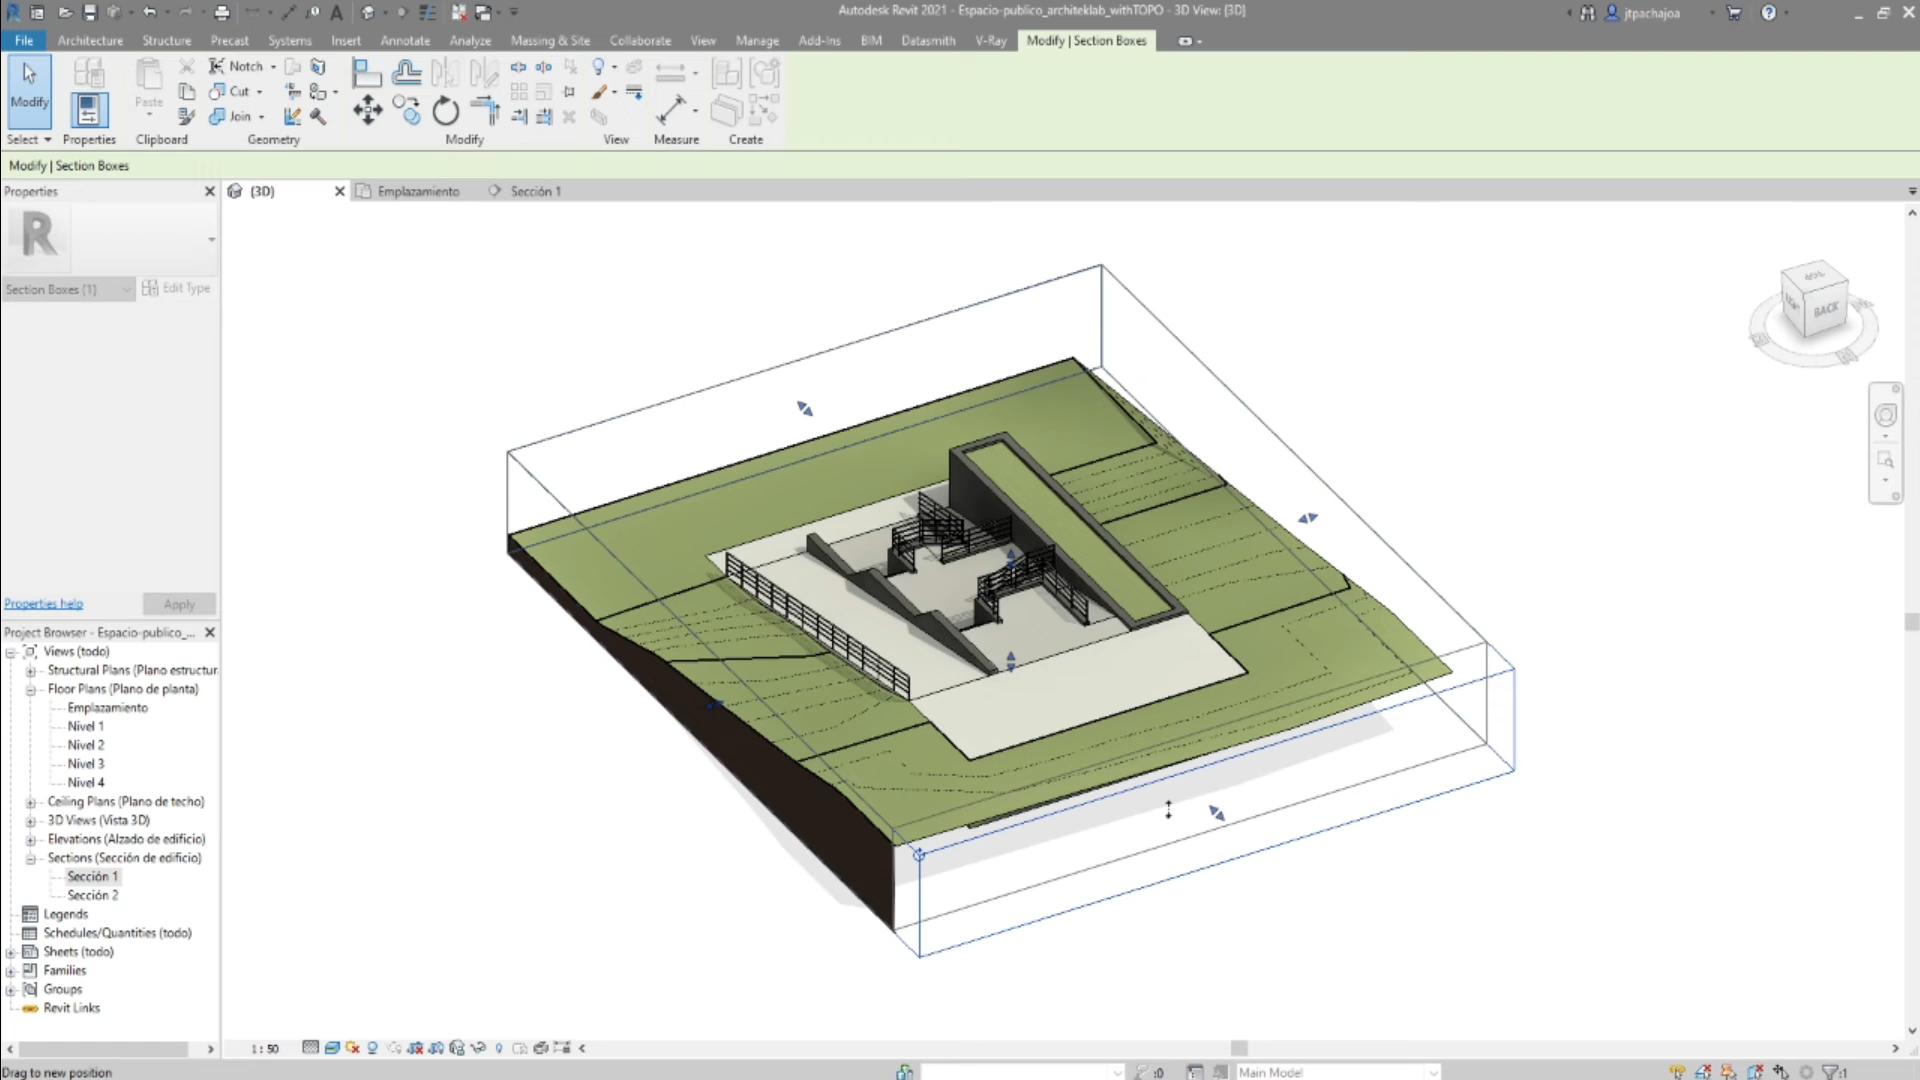 Autodesk Revit 2021 - Espacio-publico_architeklab_withTOPO - 3D View: {3D}
jtpachajoa
File Architecture Structure Precast Systems Insert Annotate Analyze Massing & Site Collaborate View Manage Add-Ins BIM Datasmith V-Ray Modify | Section Boxes
Notch
Cut
Join
Modify
Paste
Select Properties Clipboard Geometry Modify View Measure Create
Modify | Section Boxes
Properties
{3D} Emplazamiento Sección 1
R
Section Boxes (1) Edit Type
TOP
BACK
Properties help Apply
Project Browser - Espacio-publico_...
Views (todo)
Structural Plans (Plano estructur
Floor Plans (Plano de planta)
Emplazamiento
Nivel 1
Nivel 2
Nivel 3
Nivel 4
Ceiling Plans (Plano de techo)
3D Views (Vista 3D)
Elevations (Alzado de edificio)
Sections (Sección de edificio)
Sección 1
Sección 2
Legends
Schedules/Quantities (todo)
Sheets (todo)
Families
Groups
Revit Links
1 : 50
Drag to new position
:0
Main Model
:1